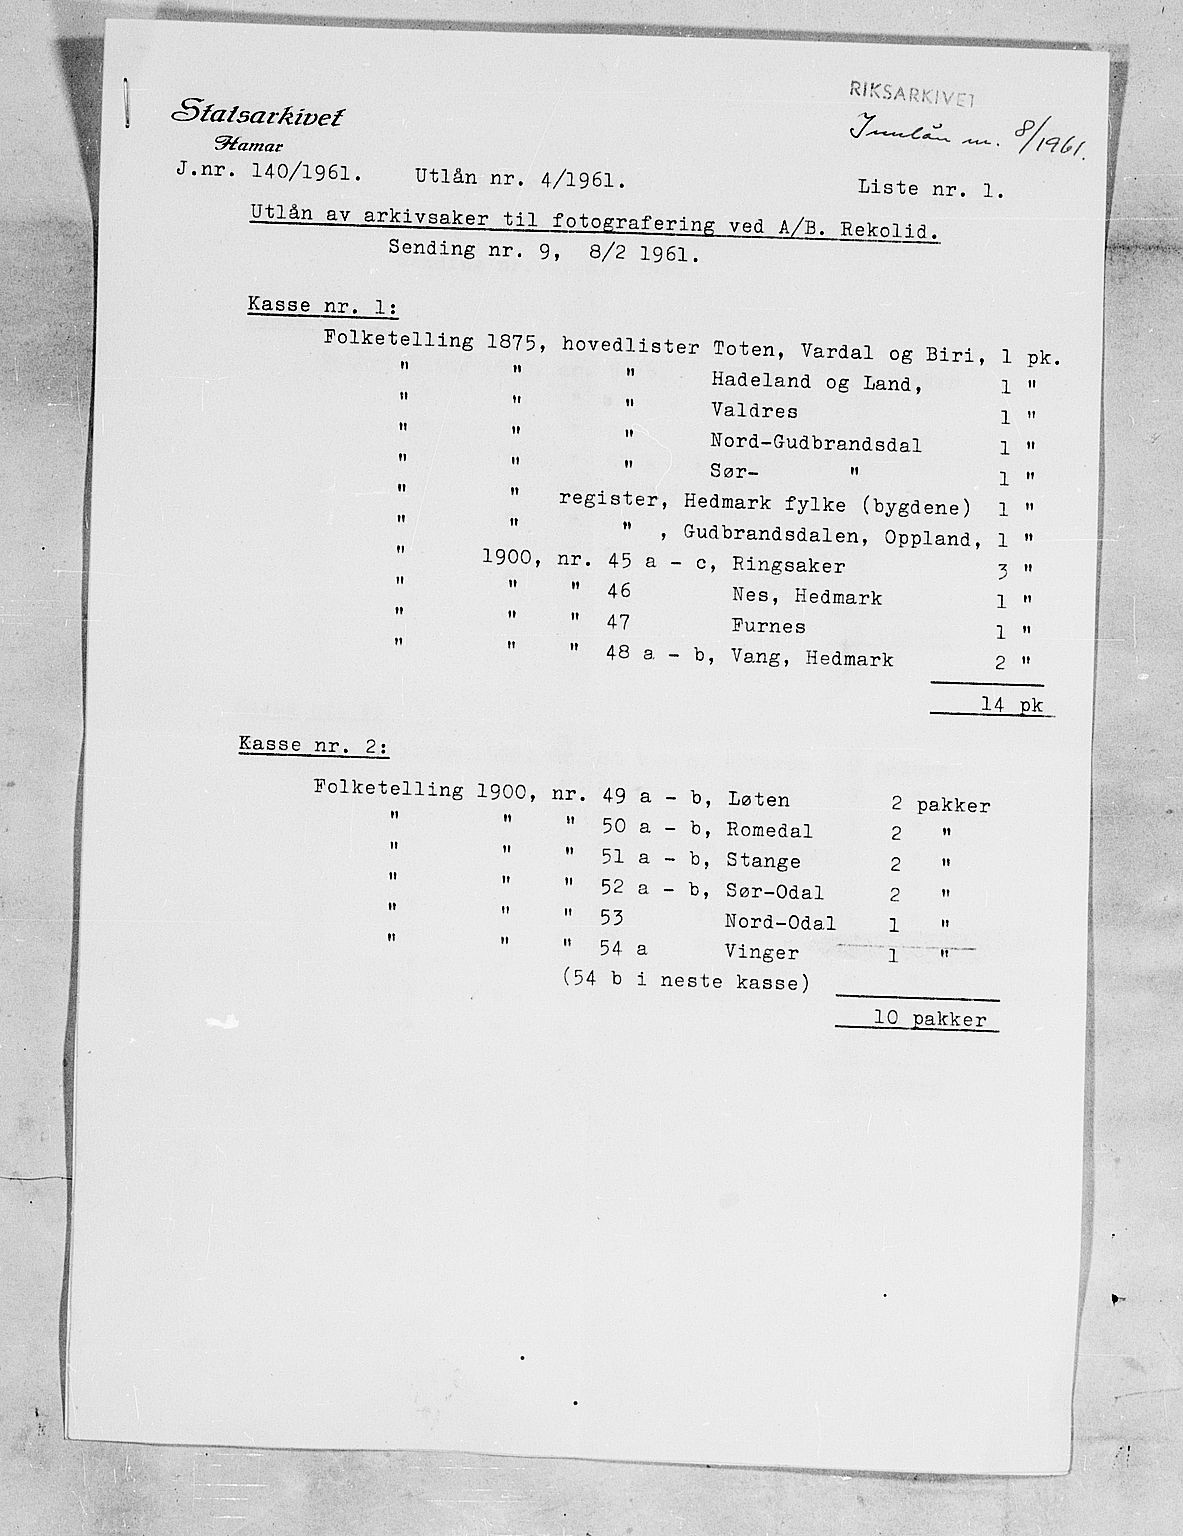 RIKSARKIVET
Innlån nr. 8/1961.
Statsarkivet
Hamar
J.nr. 140/1961. Utlån nr. 4/1961. Liste nr. 1.
Utlån av arkivsaker til fotografering ved A/B. Rekolid.
Sending nr. 9, 8/2 1961.
Kasse nr. 1:
Folketelling 1875, hovedlister Toten, Vardal og Biri, 1 pk.
" " " Hadeland og Land, 1 "
" " " Valdres 1 "
" " " Nord-Gudbrandsdal 1 "
" " " Sør- " 1 "
" " register, Hedmark fylke (bygdene) 1 "
" " " , Gudbrandsdalen, Oppland, 1 "
" 1900, nr. 45 a - c, Ringsaker 3 "
" " " 46 Nes, Hedmark 1 "
" " " 47 Furnes 1 "
" " " 48 a - b, Vang, Hedmark 2 "
14 pk
Kasse nr. 2:
Folketelling 1900, nr. 49 a - b, Løten 2 pakker
" " " 50 a - b, Romedal 2 "
" " " 51 a - b, Stange 2 "
" " " 52 a - b, Sør-Odal 2 "
" " " 53 Nord-Odal 1 "
" " " 54 a Vinger 1 "
(54 b i neste kasse)
10 pakker